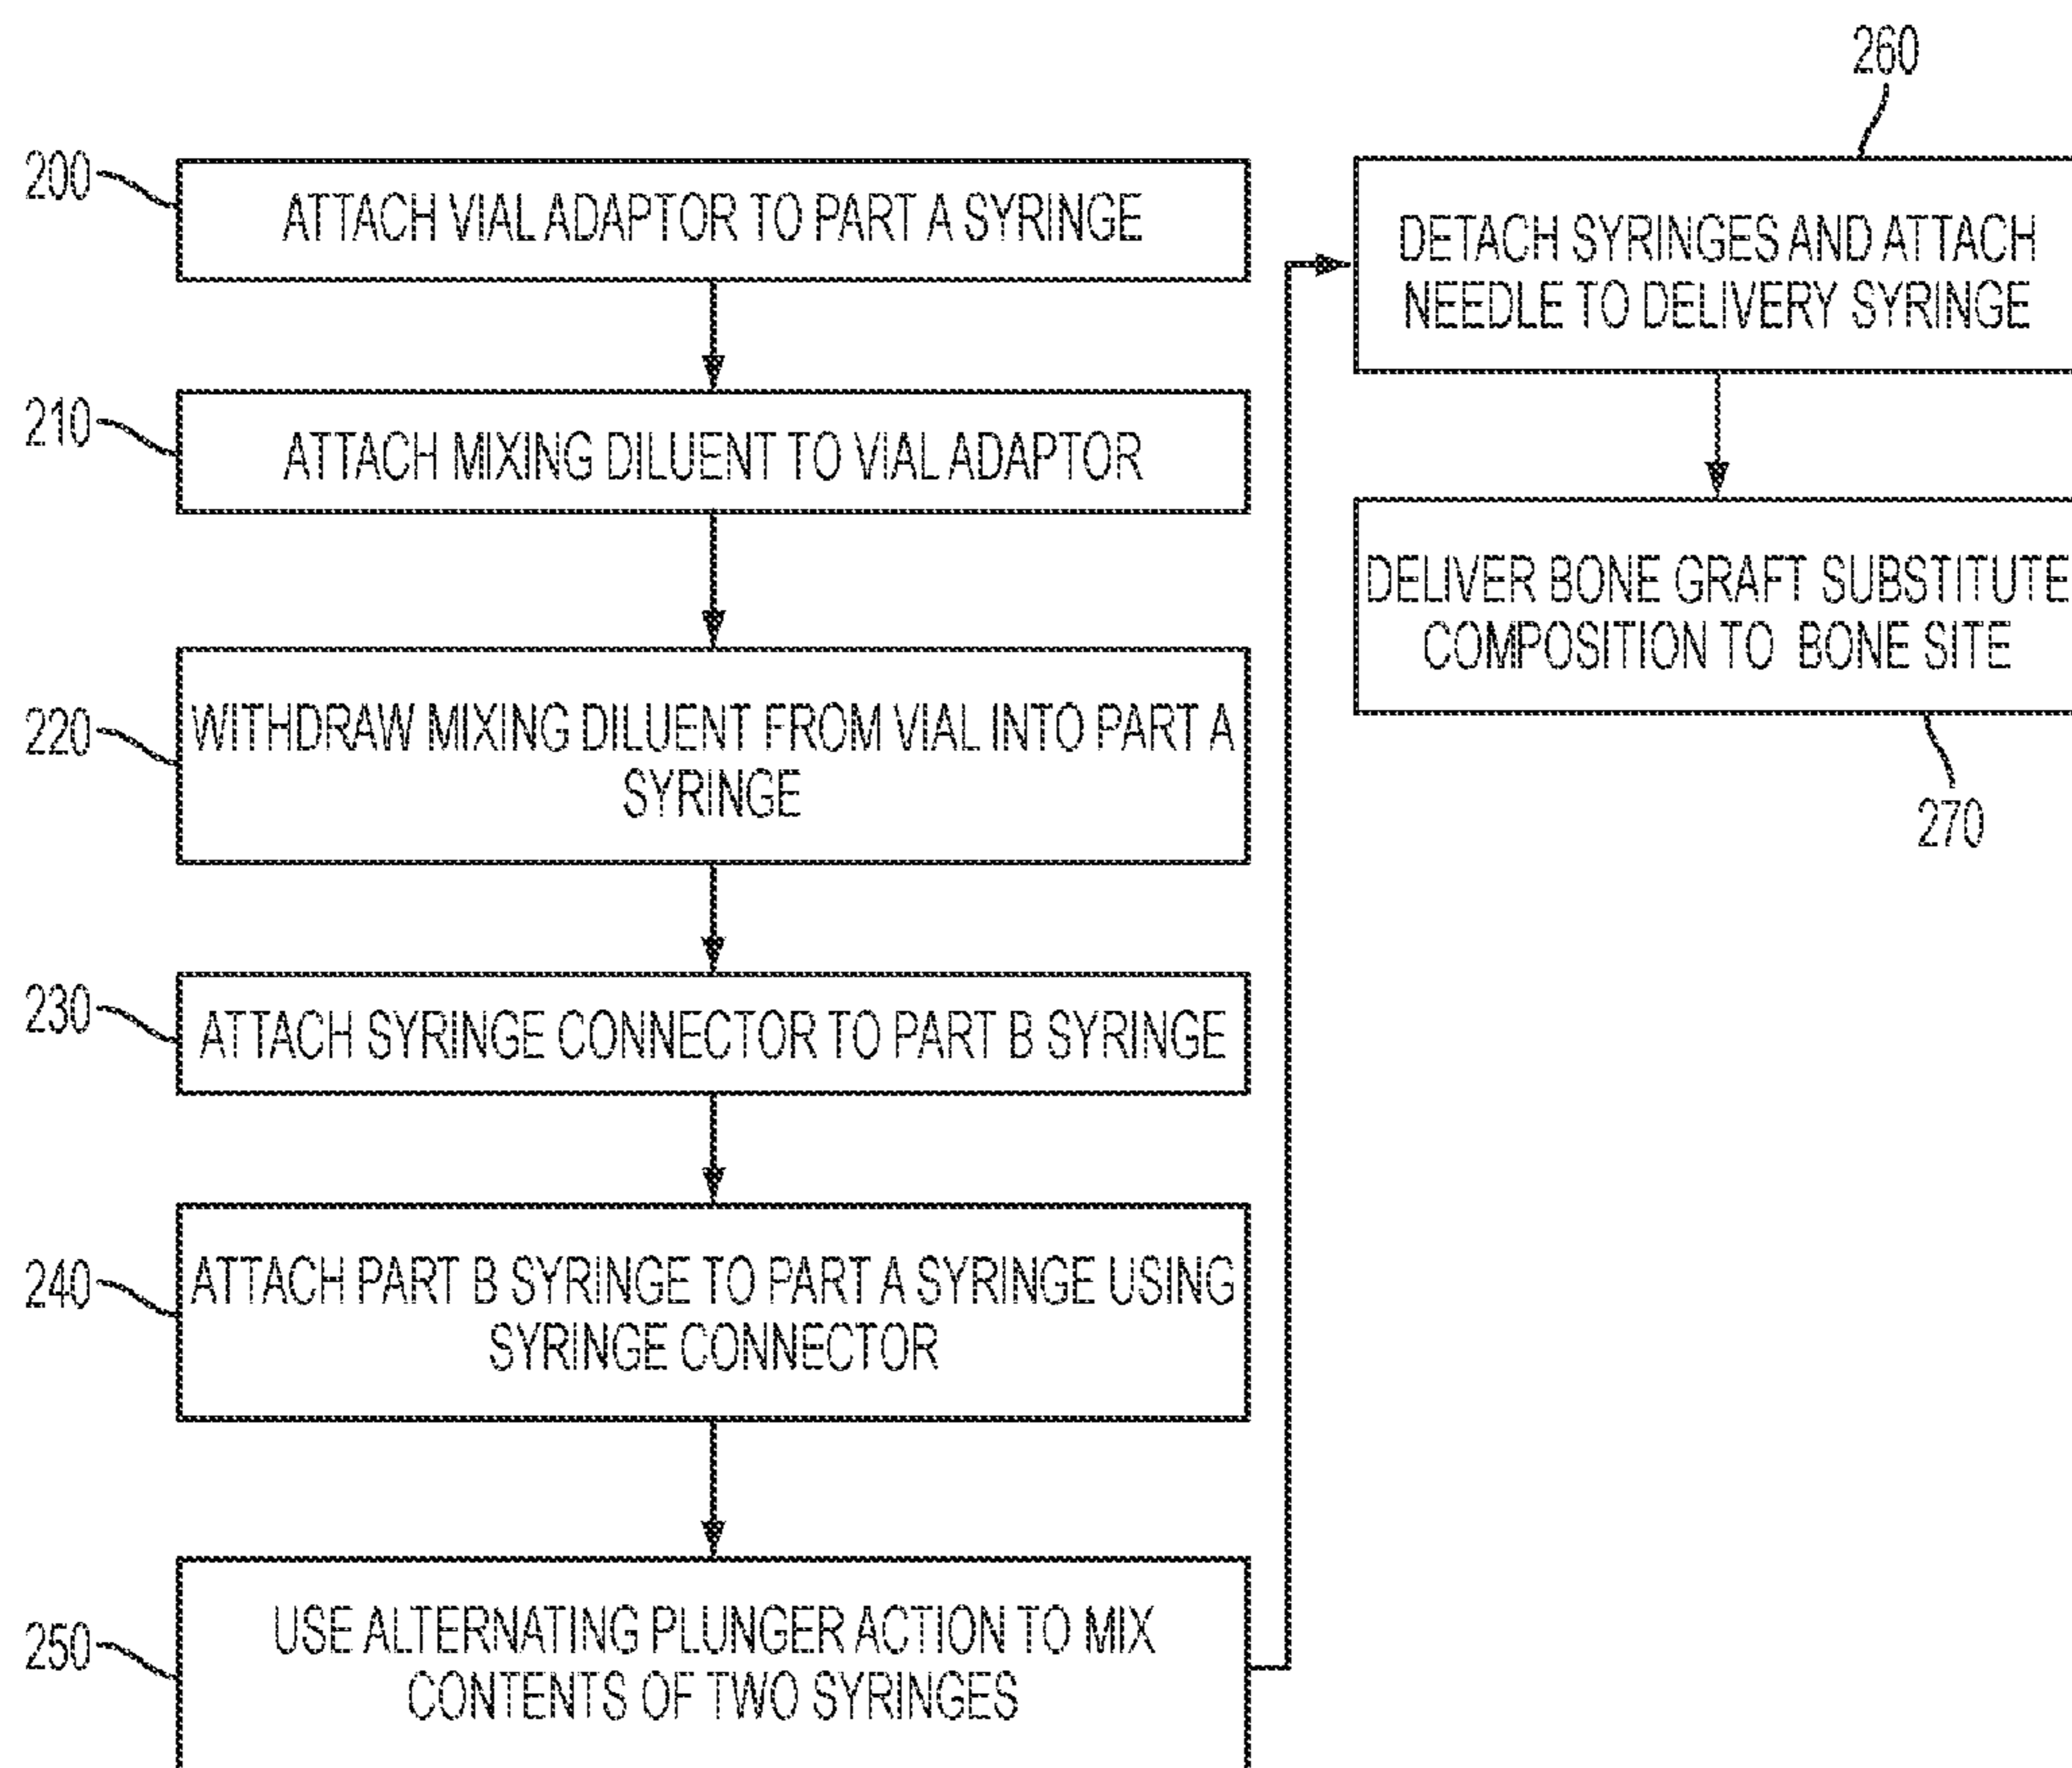 200
ATTACH VIAL ADAPTOR TO PART A SYRINGE
210
ATTACH MIXING DILUENT TO VIAL ADAPTOR
220
WITHDRAW MIXING DILUENT FROM VIAL INTO PART A
SYRINGE
230
ATTACH SYRINGE CONNECTOR TO PART B SYRINGE
240
ATTACH PART B SYRINGE TO PART A SYRINGE USING
SYRINGE CONNECTOR
250
USE ALTERNATING PLUNGER ACTION TO MIX
CONTENTS OF TWO SYRINGES
260
DETACH SYRINGES AND ATTACH
NEEDLE TO DELIVERY SYRINGE
DELIVER BONE GRAFT SUBSTITUTE
COMPOSITION TO BONE SITE
270